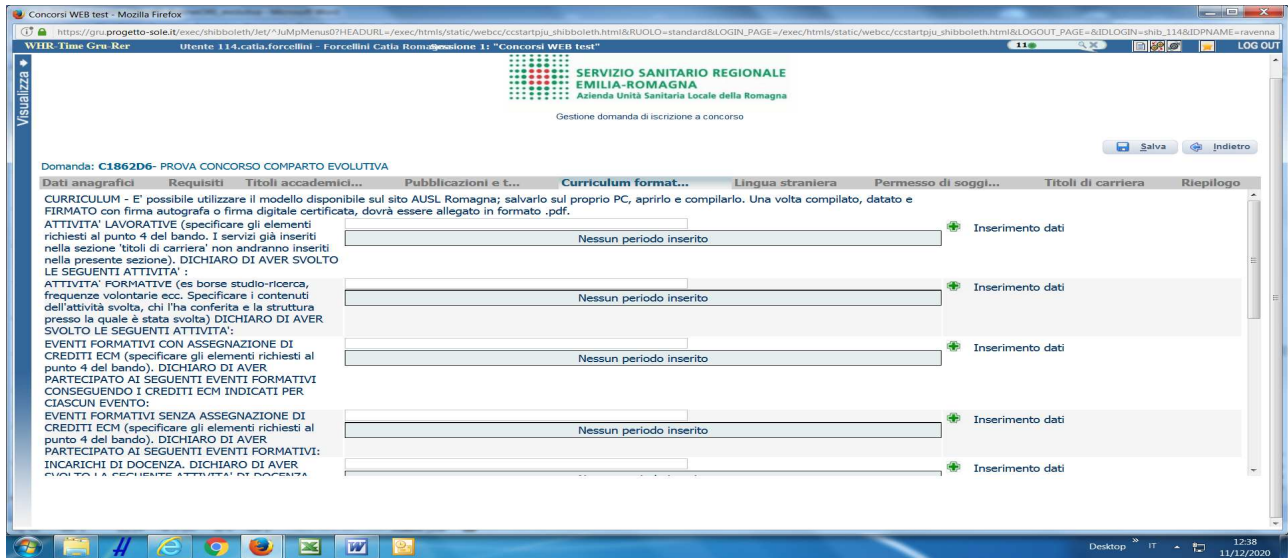 Concorsi WEB test - Mozilla Firefox
https://gru.progetto-sole.it/exec/shibboleth/Jet/^JuMpMenus0?HEADURL=/exec/htmls/static/webcc/ccstartpju_shibboleth.html&RUOLO=standard&LOGIN_PAGE=/exec/htmls/static/webcc/ccstartpju_shibboleth.html&LOGOUT_PAGE=&IDLOGIN=shib_114&IDPNAME=ravenna
WHR-Time Gru-Rer Utente 114.catia.forcellini - Forcellini Catia 1: "Concorsi WEB test" 11 LOG OUT
Visualizza
SERVIZIO SANITARIO REGIONALE
EMILIA-ROMAGNA
Azienda Unità Sanitaria Locale della Romagna
Gestione domanda di iscrizione a concorso
Salva Indietro
Domanda: C1862D6- PROVA CONCORSO COMPARTO EVOLUTIVA
Dati anagrafici Requisiti Titoli accademici... Pubblicazioni e t... Curriculum format... Lingua straniera Permesso di soggi... Titoli di carriera Riepilogo
CURRICULUM - E' possibile utilizzare il modello disponibile sul sito AUSL Romagna; salvarlo sul proprio PC, aprirlo e compilarlo. Una volta compilato, datato e
FIRMATO con firma autografa o firma digitale certificata, dovrà essere allegato in formato .pdf.
ATTIVITA' LAVORATIVE (specificare gli elementi
richiesti al punto 4 del bando. I servizi già inseriti
nella sezione 'titoli di carriera' non andranno inseriti
nella presente sezione). DICHIARO DI AVER SVOLTO
LE SEGUENTI ATTIVITA' :
Nessun periodo inserito
Inserimento dati
ATTIVITA' FORMATIVE (es borse studio-ricerca,
frequenze volontarie ecc. Specificare i contenuti
dell'attività svolta, chi l'ha conferita e la struttura
presso la quale è stata svolta) DICHIARO DI AVER
SVOLTO LE SEGUENTI ATTIVITA':
Nessun periodo inserito
Inserimento dati
EVENTI FORMATIVI CON ASSEGNAZIONE DI
CREDITI ECM (specificare gli elementi richiesti al
punto 4 del bando). DICHIARO DI AVER
PARTECIPATO AI SEGUENTI EVENTI FORMATIVI
CONSEGUENDO I CREDITI ECM INDICATI PER
CIASCUN EVENTO:
Nessun periodo inserito
Inserimento dati
EVENTI FORMATIVI SENZA ASSEGNAZIONE DI
CREDITI ECM (specificare gli elementi richiesti al
punto 4 del bando). DICHIARO DI AVER
PARTECIPATO AI SEGUENTI EVENTI FORMATIVI:
Nessun periodo inserito
Inserimento dati
INCARICHI DI DOCENZA. DICHIARO DI AVER
SVOLTO LA SEGUENTE ATTIVITA' DI DOCENZA
Inserimento dati
Desktop » IT 12:38
11/12/2020